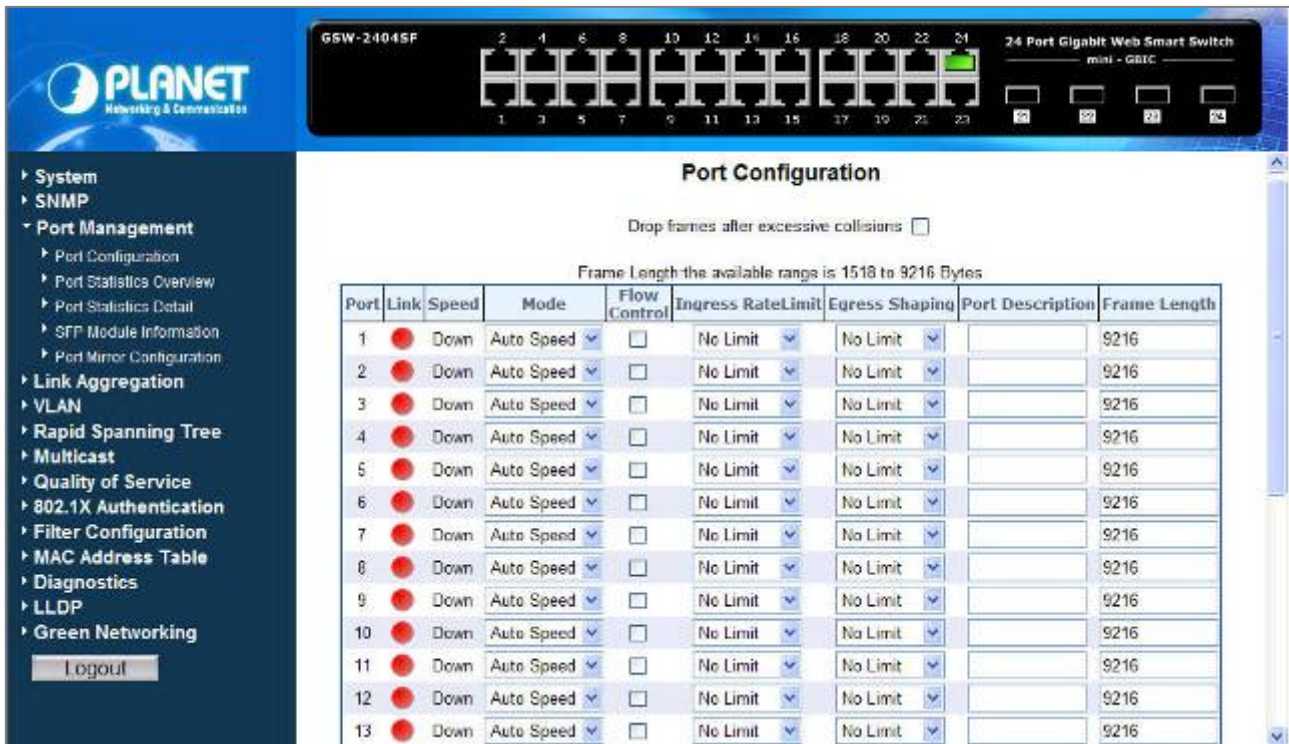 PLANET
Networking & Communication
GSW-2404SF
2 4 6 8 10 12 14 16 18 20 22 24
1 3 5 7 9 11 13 15 17 19 21 23
24 Port Gigabit Web Smart Switch
mini - GBIC
21 22 23 24
System
SNMP
Port Management
Port Configuration
Port Statistics Overview
Port Statistics Detail
SFP Module Information
Port Mirror Configuration
Link Aggregation
VLAN
Rapid Spanning Tree
Multicast
Quality of Service
802.1X Authentication
Filter Configuration
MAC Address Table
Diagnostics
LLDP
Green Networking
Logout
Port Configuration
Drop frames after excessive collisions
Frame Length the available range is 1518 to 9216 Bytes
Port Link Speed Mode Flow Control Ingress RateLimit Egress Shaping Port Description Frame Length
1 Down Auto Speed No Limit No Limit 9216
2 Down Auto Speed No Limit No Limit 9216
3 Down Auto Speed No Limit No Limit 9216
4 Down Auto Speed No Limit No Limit 9216
5 Down Auto Speed No Limit No Limit 9216
6 Down Auto Speed No Limit No Limit 9216
7 Down Auto Speed No Limit No Limit 9216
8 Down Auto Speed No Limit No Limit 9216
9 Down Auto Speed No Limit No Limit 9216
10 Down Auto Speed No Limit No Limit 9216
11 Down Auto Speed No Limit No Limit 9216
12 Down Auto Speed No Limit No Limit 9216
13 Down Auto Speed No Limit No Limit 9216